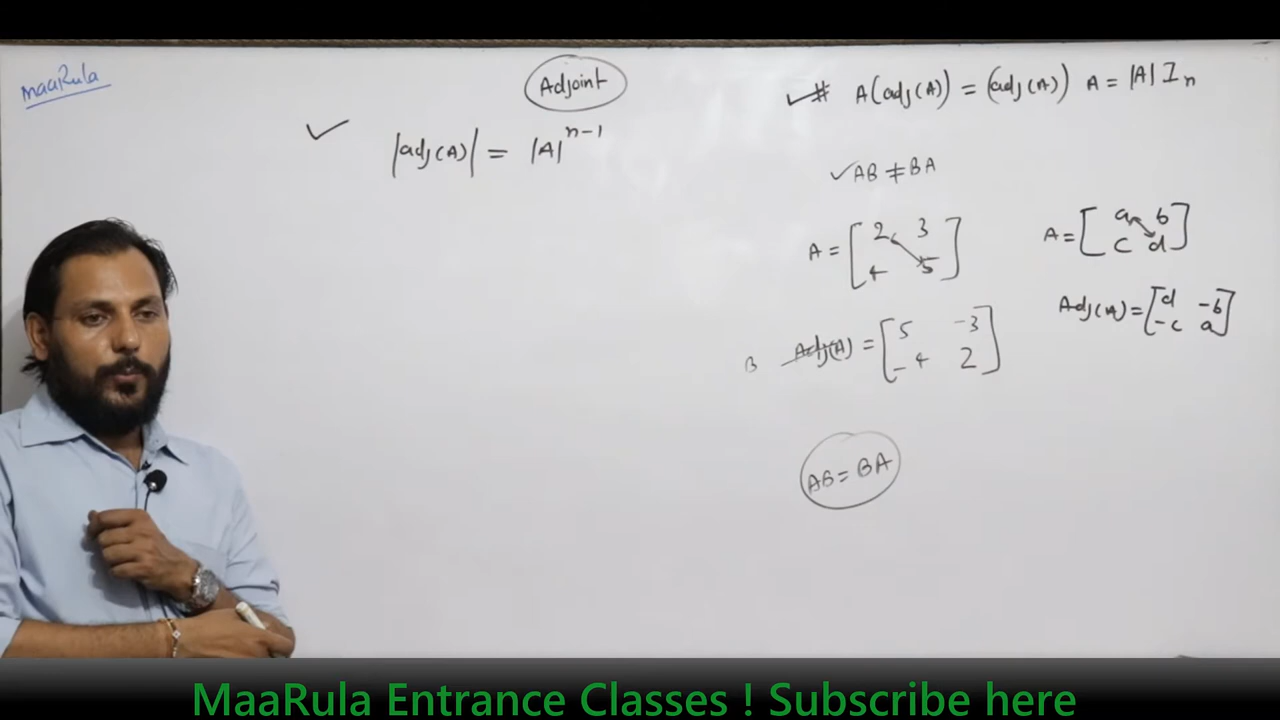 maaRula
Adjoint
|adj(A)| = |A|^{n-1}
# A(adj(A)) = (adj(A)) A = |A| I_n
AB ≠ BA
A = [2 3
4 5]
A = [a b
c d]
Adj(A) = [d -b
-c a]
B Adj(A) = [5 -3
-4 2]
AB = BA
MaaRula Entrance Classes ! Subscribe here